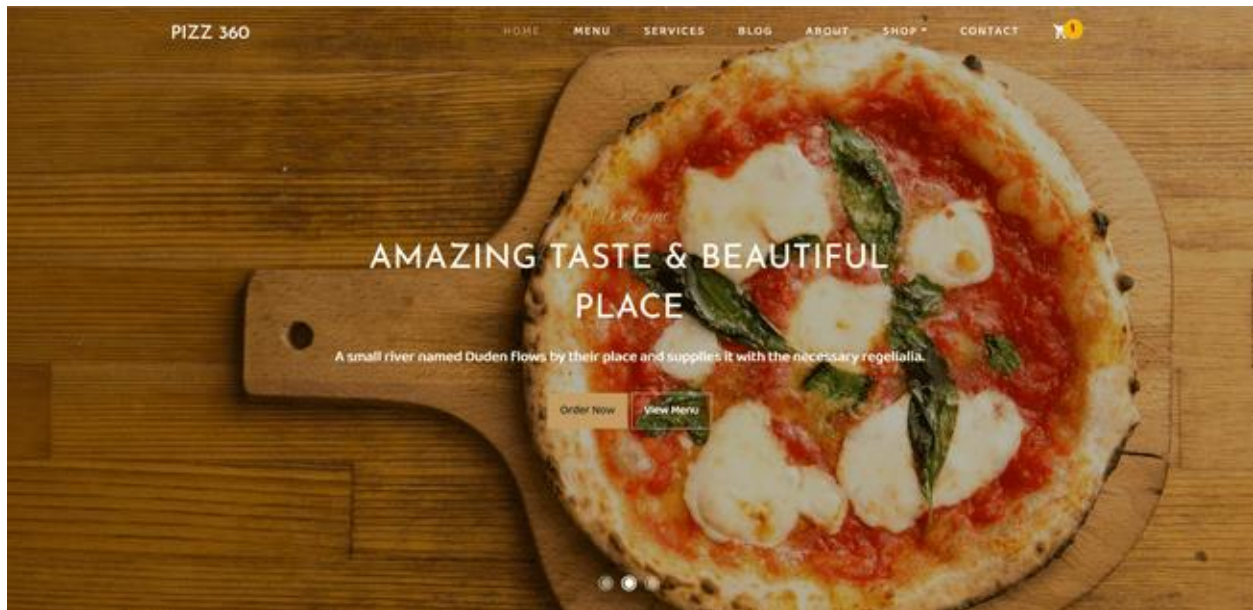 PIZZ 360
HOME MENU SERVICES BLOG ABOUT SHOP CONTACT
Welcome
AMAZING TASTE & BEAUTIFUL
PLACE
A small river named Duden flows by their place and supplies it with the necessary regelialia.
Order Now View Menu